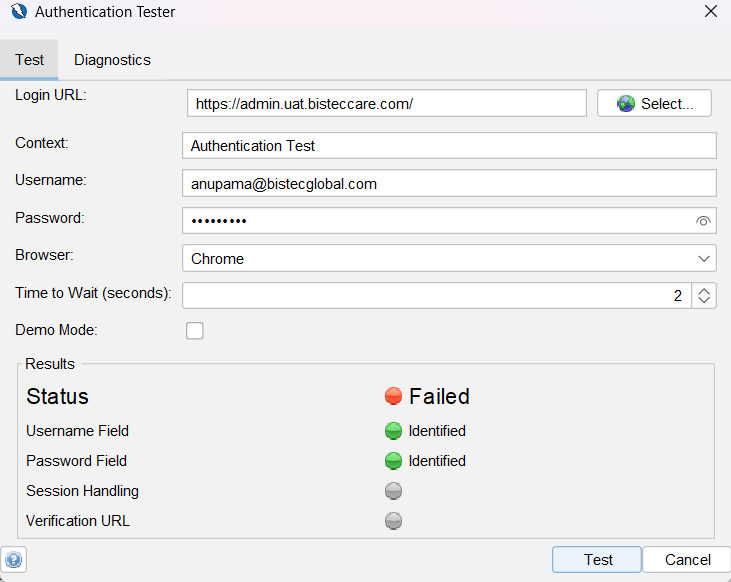 Authentication Tester
Test Diagnostics
Login URL: https://admin.uat.bisteccare.com/ Select...
Context: Authentication Test
Username: anupama@bistecglobal.com
Password: •••••••••
Browser: Chrome
Time to Wait (seconds): 2
Demo Mode:
Results
Status Failed
Username Field Identified
Password Field Identified
Session Handling
Verification URL
Test Cancel